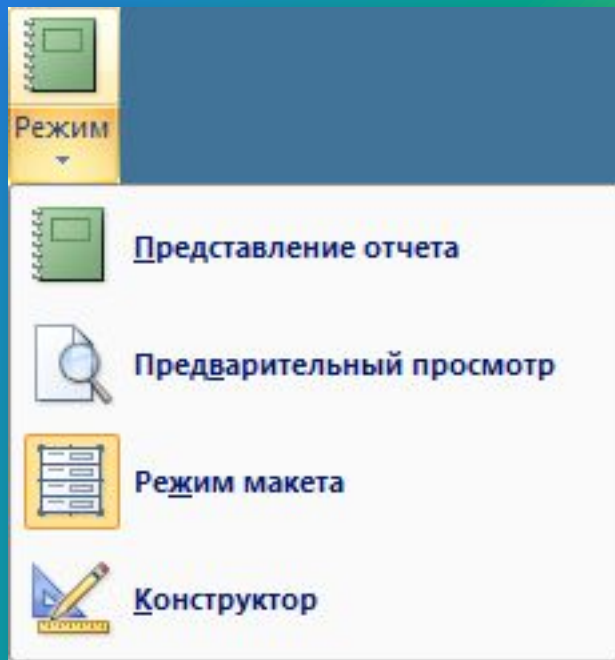 Режим
Представление отчета
Предварительный просмотр
Режим макета
Конструктор